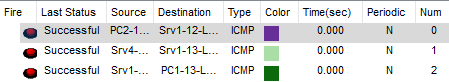 Fire Last Status Source Destination Type Color Time(sec) Periodic Num
Successful PC2-1... Srv1-12-L... ICMP 0.000 N 0
Successful Srv4-... Srv1-13-L... ICMP 0.000 N 1
Successful Srv1-... PC1-13-L... ICMP 0.000 N 2